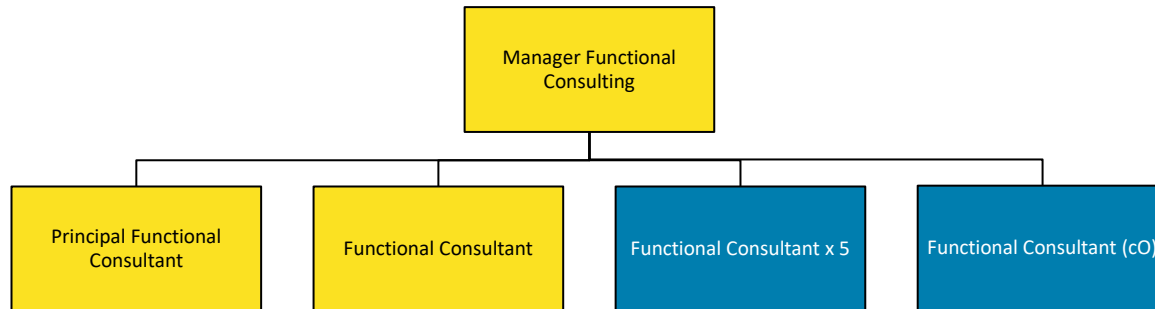 Manager Functional
Consulting
Principal Functional
Consultant
Functional Consultant
Functional Consultant x 5
Functional Consultant (cO)